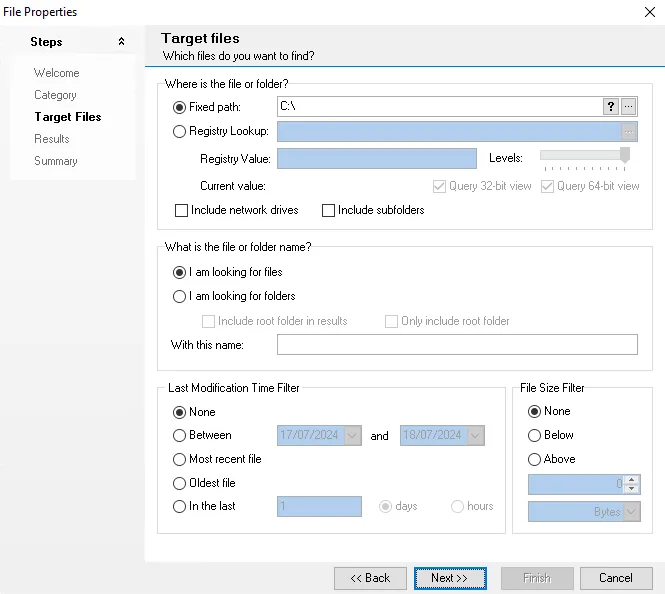 File Properties
Steps
Welcome
Category
Target Files
Results
Summary
Target files
Which files do you want to find?
Where is the file or folder?
Fixed path: C:\ ? ...
Registry Lookup: ...
Registry Value: Levels:
Current value: Query 32-bit view Query 64-bit view
Include network drives Include subfolders
What is the file or folder name?
I am looking for files
I am looking for folders
Include root folder in results Only include root folder
With this name:
Last Modification Time Filter
None
Between 17/07/2024 and 18/07/2024
Most recent file
Oldest file
In the last 1 days hours
File Size Filter
None
Below
Above
0
Bytes
<< Back Next >> Finish Cancel